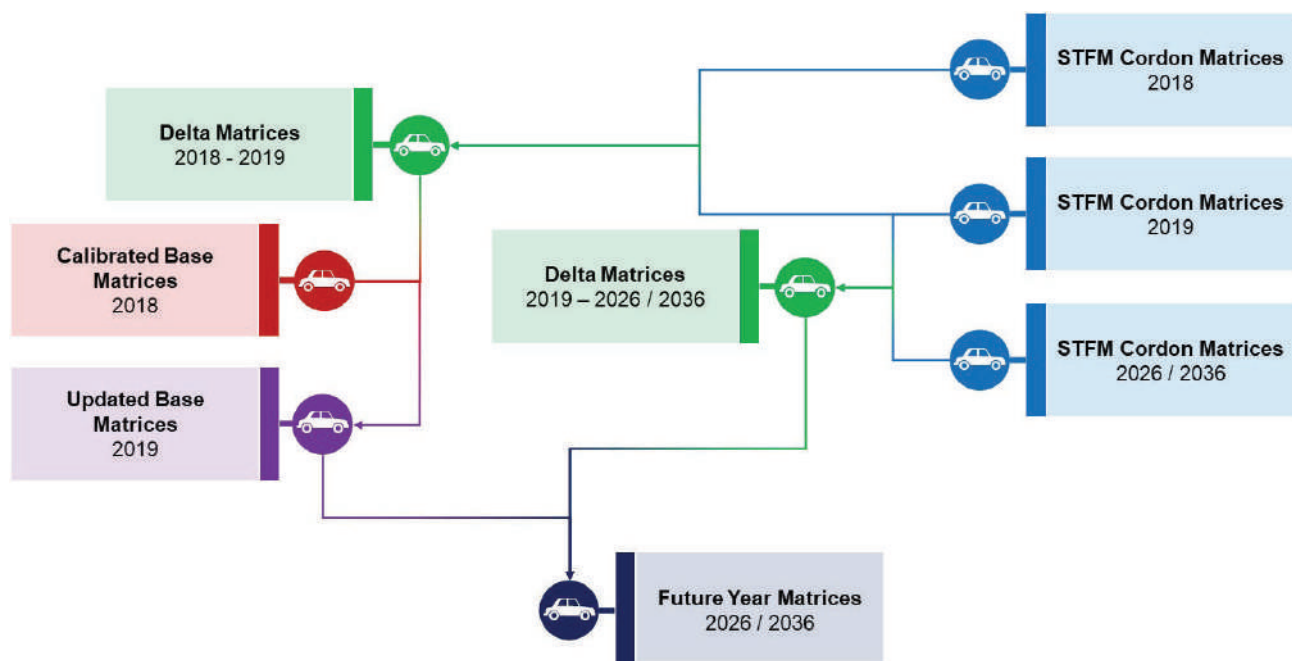 STFM Cordon Matrices
2018
Delta Matrices
2018 - 2019
STFM Cordon Matrices
2019
Calibrated Base
Matrices
2018
Delta Matrices
2019 – 2026 / 2036
STFM Cordon Matrices
2026 / 2036
Updated Base
Matrices
2019
Future Year Matrices
2026 / 2036